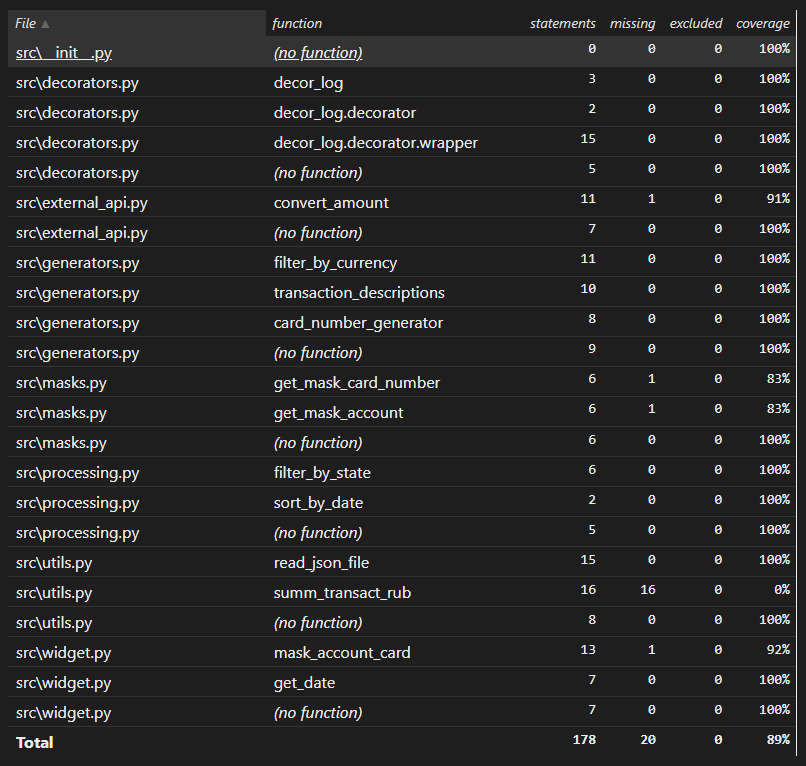 File ▲ function statements missing excluded coverage
src\__init__.py (no function) 0 0 0 100%
src\decorators.py decor_log 3 0 0 100%
src\decorators.py decor_log.decorator 2 0 0 100%
src\decorators.py decor_log.decorator.wrapper 15 0 0 100%
src\decorators.py (no function) 5 0 0 100%
src\external_api.py convert_amount 11 1 0 91%
src\external_api.py (no function) 7 0 0 100%
src\generators.py filter_by_currency 11 0 0 100%
src\generators.py transaction_descriptions 10 0 0 100%
src\generators.py card_number_generator 8 0 0 100%
src\generators.py (no function) 9 0 0 100%
src\masks.py get_mask_card_number 6 1 0 83%
src\masks.py get_mask_account 6 1 0 83%
src\masks.py (no function) 6 0 0 100%
src\processing.py filter_by_state 6 0 0 100%
src\processing.py sort_by_date 2 0 0 100%
src\processing.py (no function) 5 0 0 100%
src\utils.py read_json_file 15 0 0 100%
src\utils.py summ_transact_rub 16 16 0 0%
src\utils.py (no function) 8 0 0 100%
src\widget.py mask_account_card 13 1 0 92%
src\widget.py get_date 7 0 0 100%
src\widget.py (no function) 7 0 0 100%
Total 178 20 0 89%